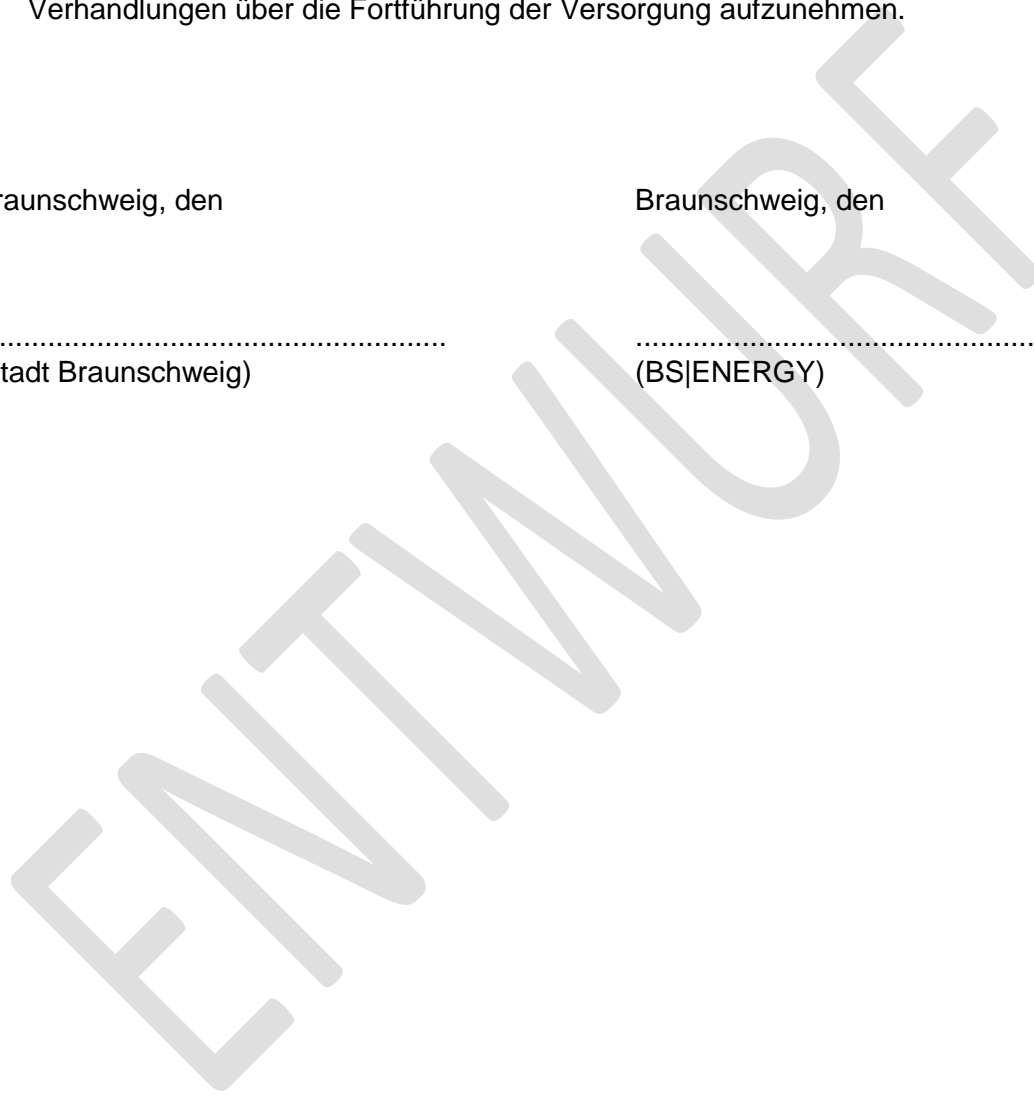 Verhandlungen über die Fortführung der Versorgung aufzunehmen.
raunschweig, den Braunschweig, den
....................................................... .................................................
tadt Braunschweig) (BS|ENERGY)
ENTWURF